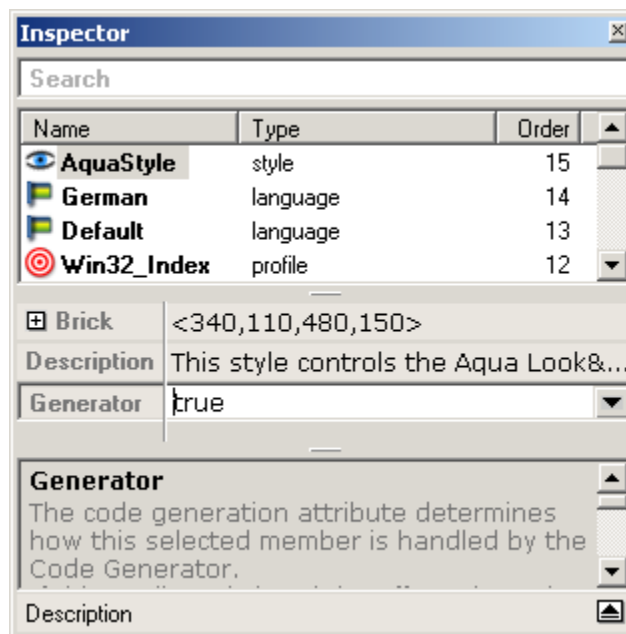 Inspector
Search
Name Type Order
AquaStyle style 15
German language 14
Default language 13
Win32_Index profile 12
Brick <340,110,480,150>
Description This style controls the Aqua Look&...
Generator true
Generator
The code generation attribute determines
how this selected member is handled by the
Code Generator.
Description